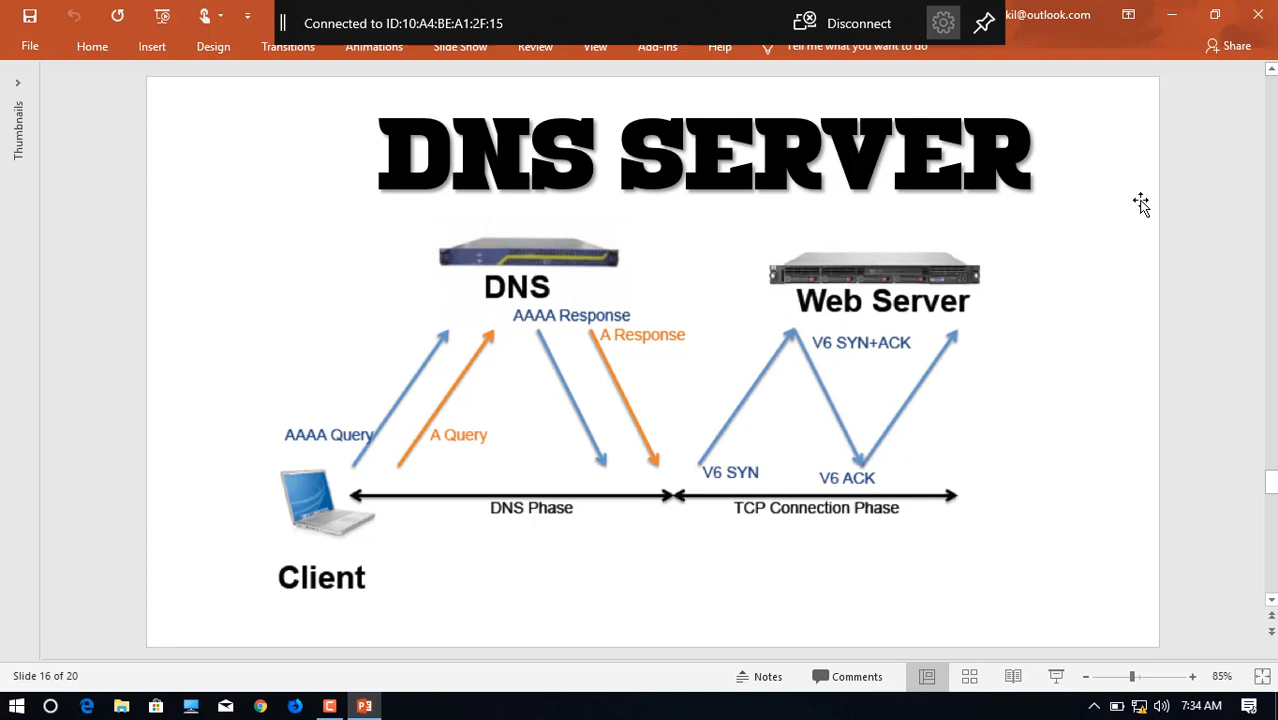 Connected to ID:10:A4:BE:A1:2F:15
Disconnect
kil@outlook.com
File
Home
Insert
Design
Transitions
Animations
Slide Show
Review
View
Add-ins
Help
Tell me what you want to do
Share
Thumbnails
DNS SERVER
DNS
Web Server
AAAA Response
A Response
V6 SYN+ACK
AAAA Query
A Query
V6 SYN
V6 ACK
DNS Phase
TCP Connection Phase
Client
Slide 16 of 20
Notes
Comments
85%
7:34 AM